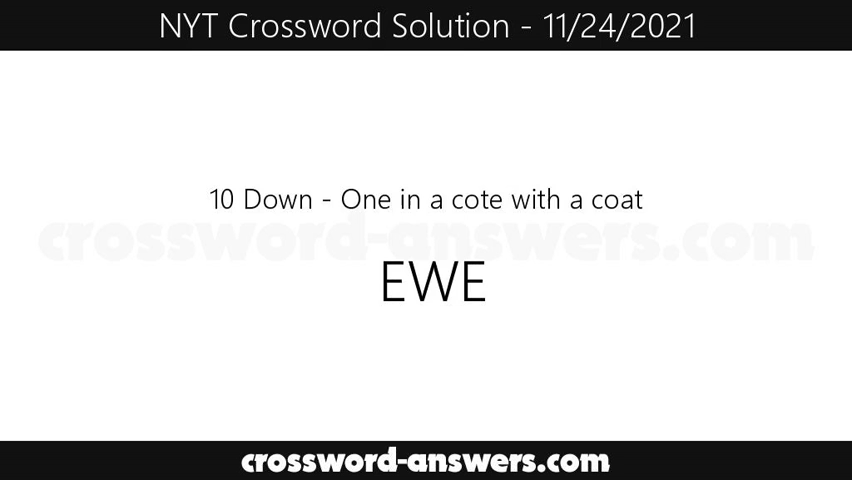 NYT Crossword Solution - 11/24/2021
10 Down - One in a cote with a coat
crossword-answers.com
EWE
crossword-answers.com